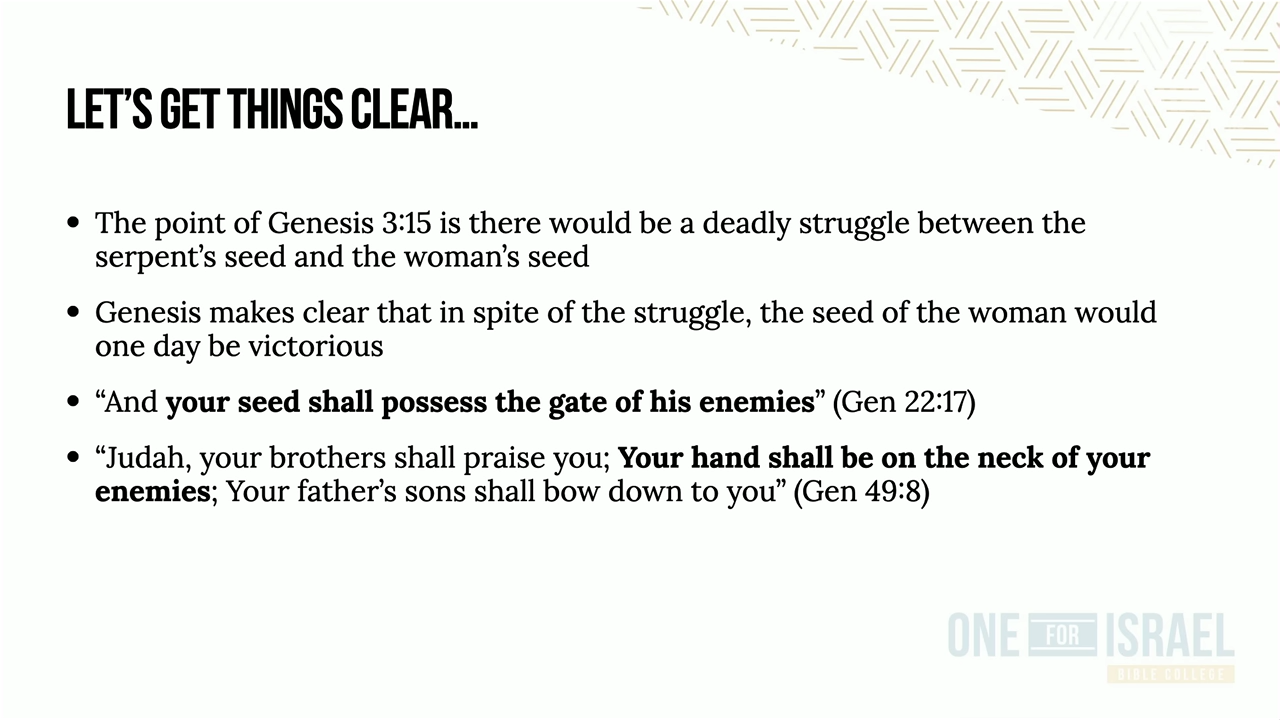 LET’S GET THINGS CLEAR…
• The point of Genesis 3:15 is there would be a deadly struggle between the
serpent’s seed and the woman’s seed
• Genesis makes clear that in spite of the struggle, the seed of the woman would
one day be victorious
• “And your seed shall possess the gate of his enemies” (Gen 22:17)
• “Judah, your brothers shall praise you; Your hand shall be on the neck of your
enemies; Your father’s sons shall bow down to you” (Gen 49:8)
ONE FOR ISRAEL
BIBLE COLLEGE